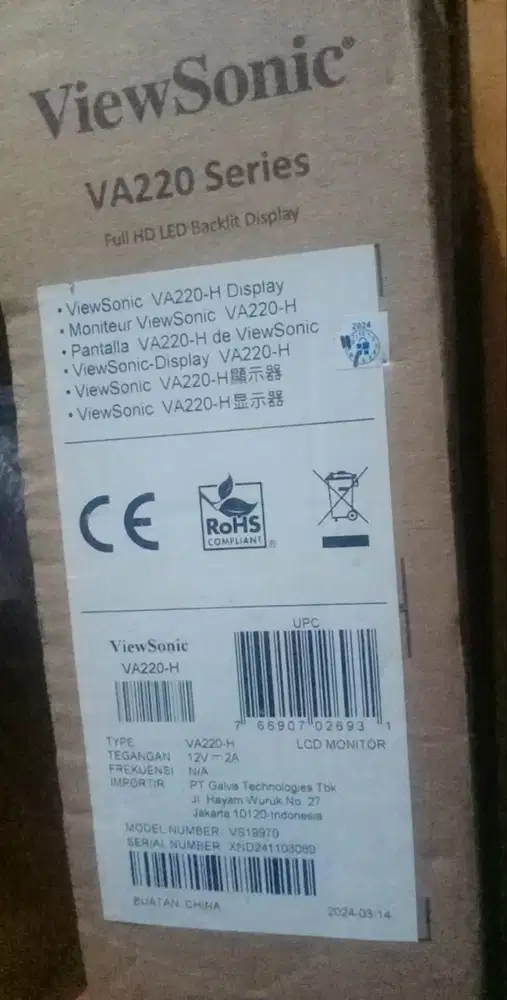 ViewSonic®
VA220 Series
Full HD LED Backlit Display
• ViewSonic VA220-H Display
• Moniteur ViewSonic VA220-H
• Pantalla VA220-H de ViewSonic
• ViewSonic-Display VA220-H
• ViewSonic VA220-H顯示器
• ViewSonic VA220-H显示器
2024
CE
RoHS
COMPLIANT ®
ViewSonic
VA220-H
UPC
7 66907 02693 1
TYPE VA220-H LCD MONITOR
TEGANGAN 12V⎓2A
FREKUENSI N/A
IMPORTIR PT Galva Technologies Tbk
Jl. Hayam Wuruk No. 27
Jakarta 10120-Indonesia
MODEL NUMBER VS19970
SERIAL NUMBER XND241103089
BUATAN CHINA
2024-03-14